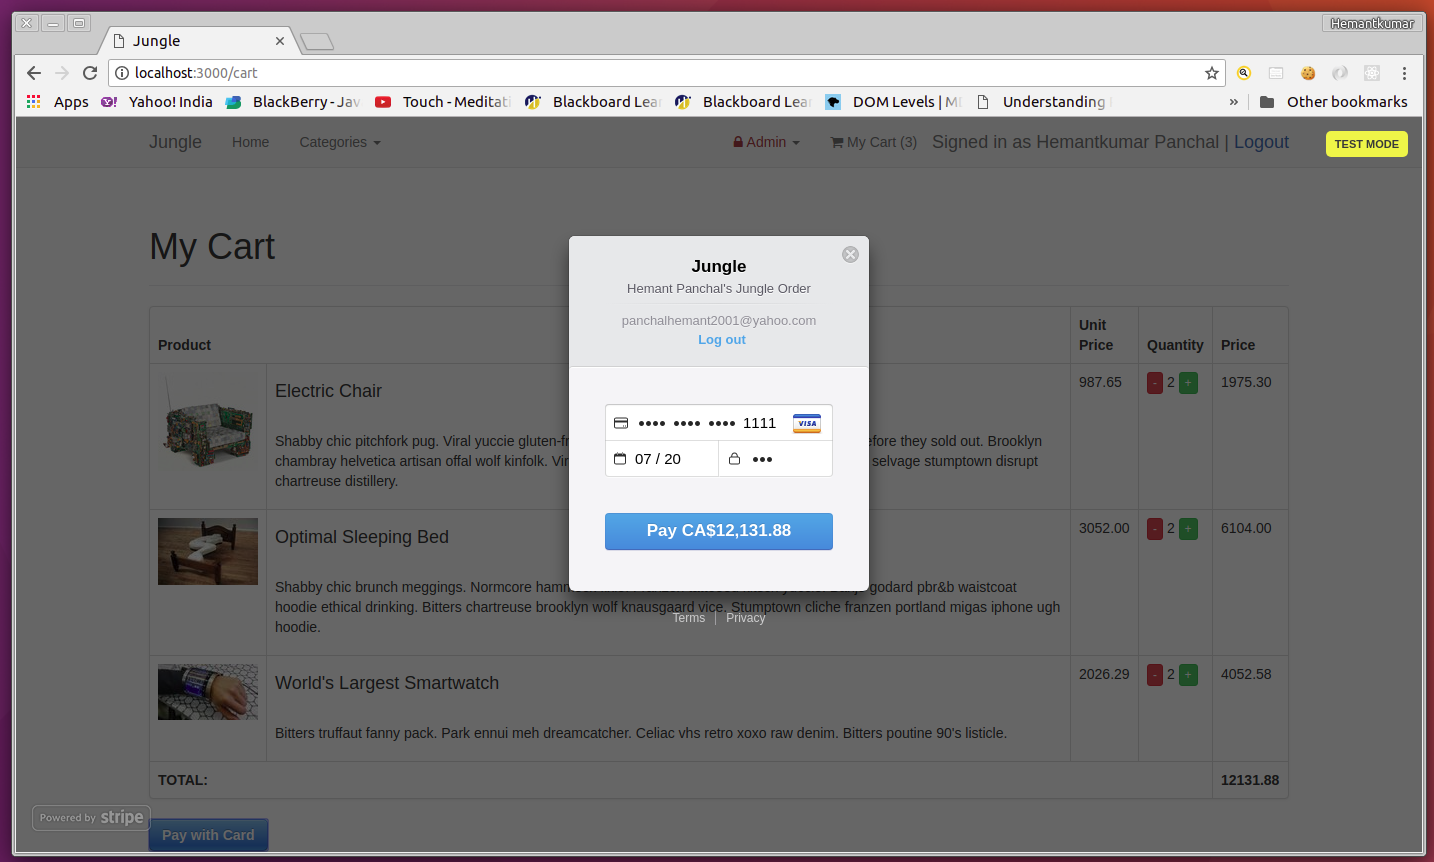 Hemantkumar
Jungle
localhost:3000/cart
Apps Yahoo! India BlackBerry - Jav Touch - Meditati Blackboard Lear Blackboard Lear DOM Levels | M Understanding » Other bookmarks
Jungle Home Categories Admin My Cart (3) Signed in as Hemantkumar Panchal | Logout TEST MODE
My Cart
Product Unit Price Quantity Price
Electric Chair 987.65 - 2 + 1975.30
Shabby chic pitchfork pug. Viral yuccie gluten-fr efore they sold out. Brooklyn
chambray helvetica artisan offal wolf kinfolk. Vir selvage stumptown disrupt
chartreuse distillery.
Optimal Sleeping Bed 3052.00 - 2 + 6104.00
Shabby chic brunch meggings. Normcore hamm godard pbr&b waistcoat
hoodie ethical drinking. Bitters chartreuse brooklyn wolf knausgaard vice. Stumptown cliche franzen portland migas iphone ugh
hoodie.
World's Largest Smartwatch 2026.29 - 2 + 4052.58
Bitters truffaut fanny pack. Park ennui meh dreamcatcher. Celiac vhs retro xoxo raw denim. Bitters poutine 90's listicle.
TOTAL: 12131.88
Powered by stripe
Pay with Card
Jungle
Hemant Panchal's Jungle Order
panchalhemant2001@yahoo.com
Log out
•••• •••• •••• 1111 VISA
07 / 20 •••
Pay CA$12,131.88
Terms | Privacy